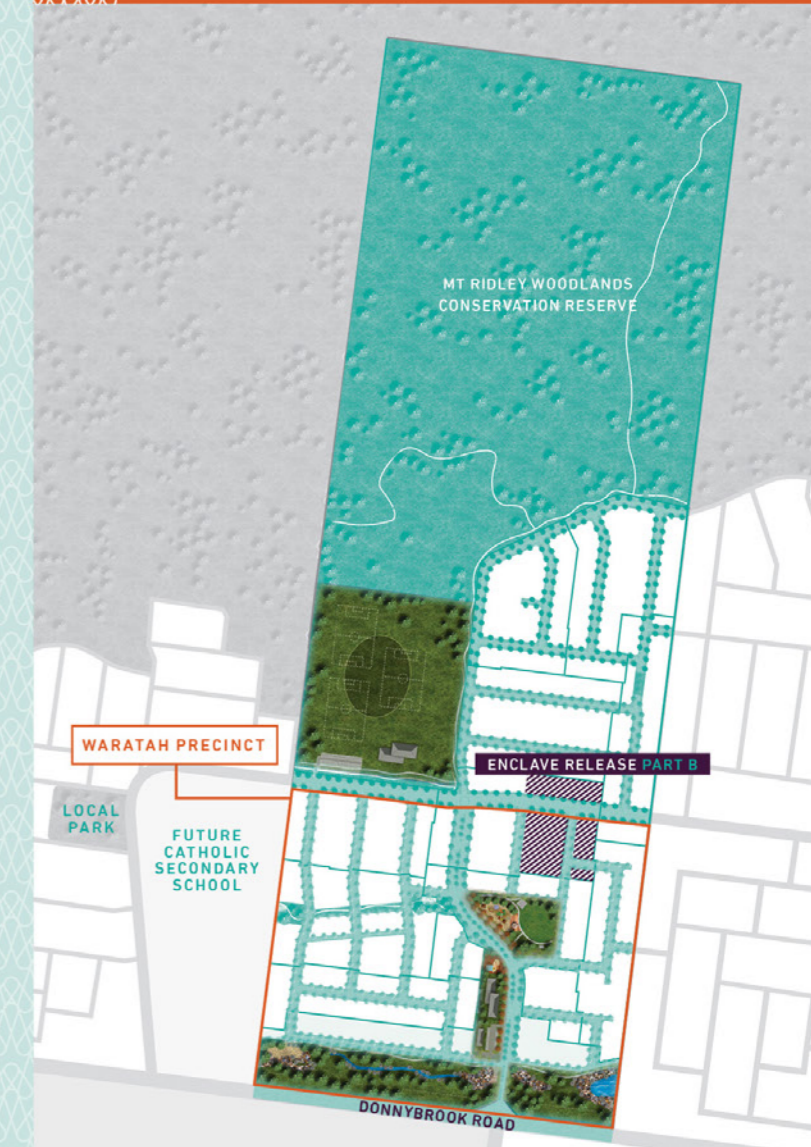 MT RIDLEY WOODLANDS
CONSERVATION RESERVE
WARATAH PRECINCT
ENCLAVE RELEASE PART B
LOCAL
PARK
FUTURE
CATHOLIC
SECONDARY
SCHOOL
DONNYBROOK ROAD